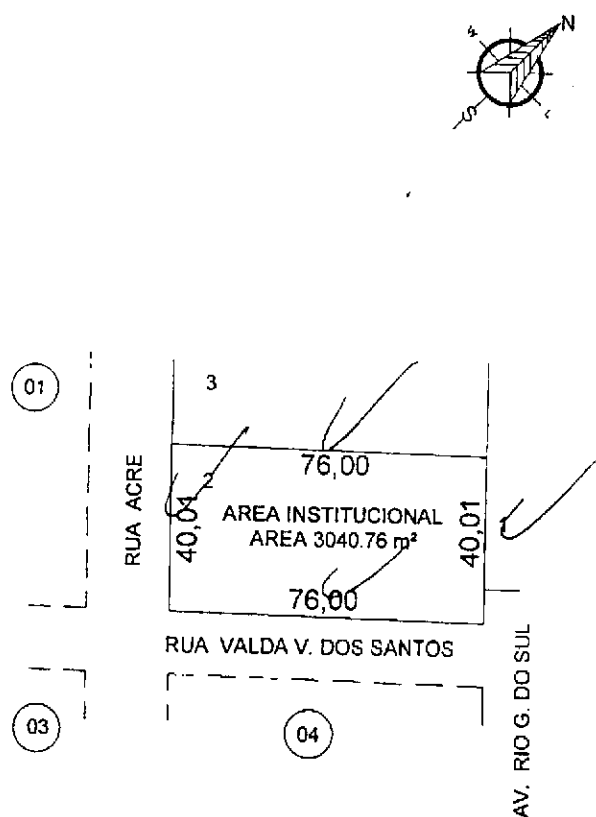 N
S
01
3
76,00
2
RUA ACRE
40,01
AREA INSTITUCIONAL
AREA 3040.76 m²
40,01
76,00
RUA VALDA V. DOS SANTOS
03
04
AV. RIO G. DO SUL